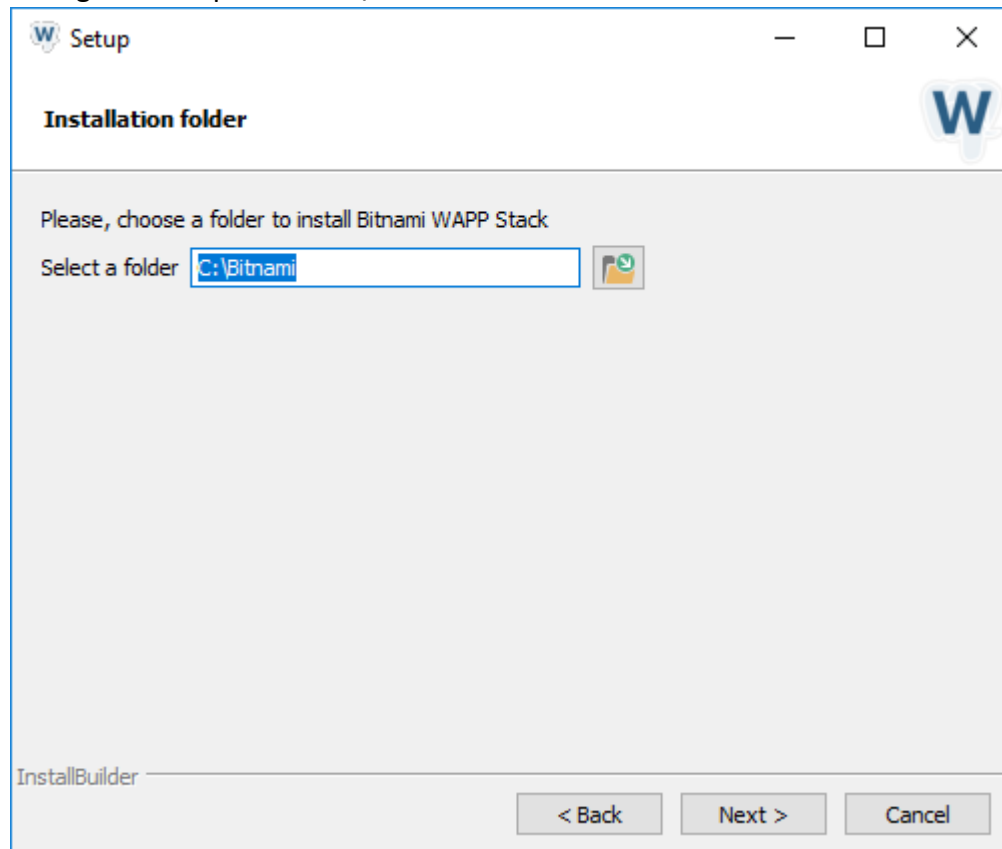 W Setup
Installation folder
W
Please, choose a folder to install Bitnami WAPP Stack
Select a folder C:\Bitnami
InstallBuilder
< Back Next > Cancel